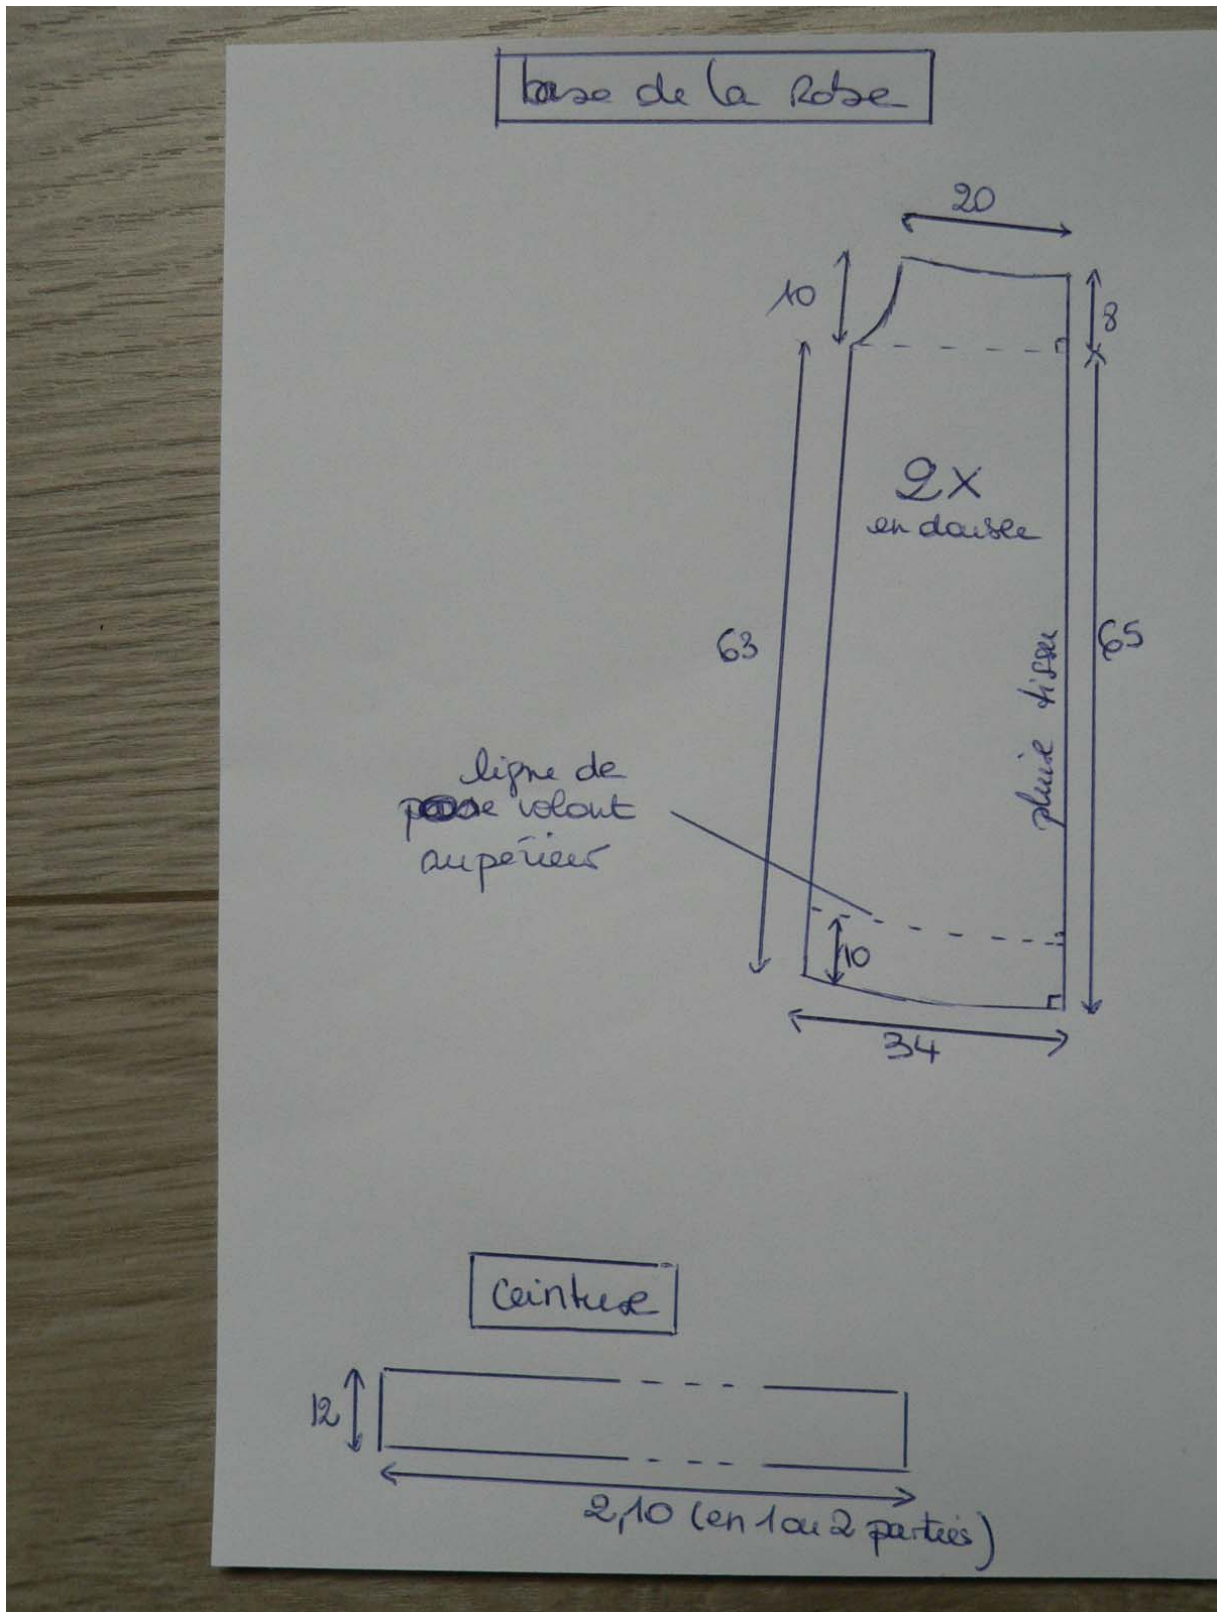 base de la Robe
20
10
8
2X
en double
63
65
pliure tissu
ligne de
pose volant
supérieur
10
34
Ceinture
12
2,10 (en 1 ou 2 parties)